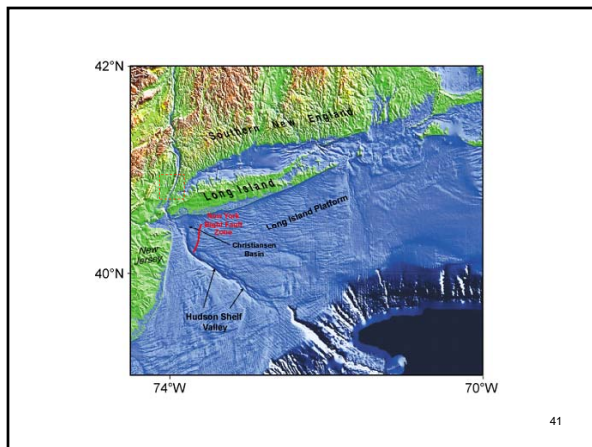 42°N
Southern New England
Long Island
New York
Bight Fault
Zone
Long Island Platform
Christiansen
Basin
New
Jersey
40°N
Hudson Shelf
Valley
74°W
70°W
41